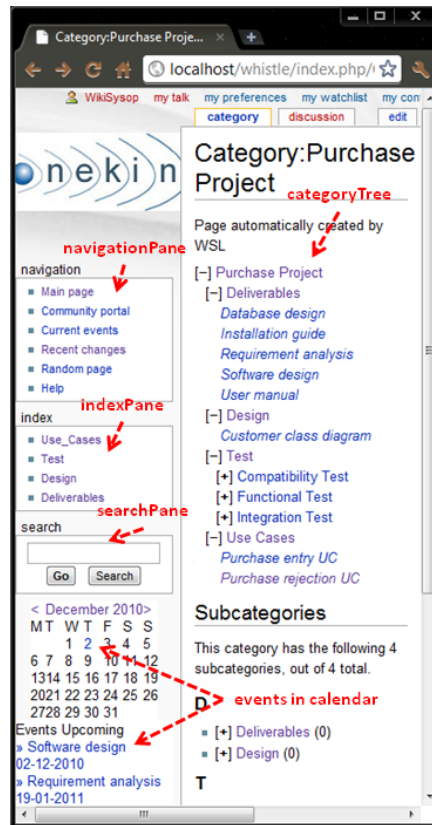 Category:Purchase Proje...
localhost/whistle/index.php/
WikiSysop my talk my preferences my watchlist my con
category discussion edit
onekin
navigationPane
navigation
Main page
Community portal
Current events
Recent changes
Random page
Help
indexPane
index
Use_Cases
Test
Design
Deliverables
searchPane
search
Go Search
< December 2010>
M T W T F S S
1 2 3 4 5
6 7 8 9 10 11 12
13 14 15 16 17 18 19
20 21 22 23 24 25 26
27 28 29 30 31
Events Upcoming
» Software design
02-12-2010
» Requirement analysis
19-01-2011
Category:Purchase
Project
categoryTree
Page automatically created by
WSL
[−] Purchase Project
[−] Deliverables
Database design
Installation guide
Requirement analysis
Software design
User manual
[−] Design
Customer class diagram
[−] Test
[+] Compatibility Test
[+] Functional Test
[+] Integration Test
[−] Use Cases
Purchase entry UC
Purchase rejection UC
Subcategories
This category has the following 4
subcategories, out of 4 total.
events in calendar
D
[+] Deliverables (0)
[+] Design (0)
T